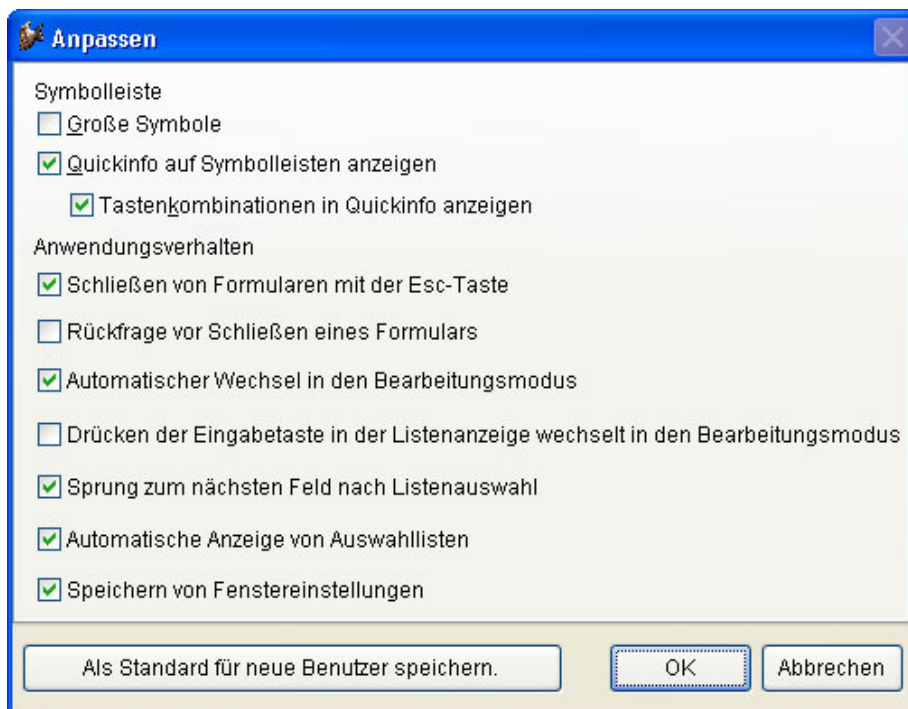 Anpassen
Symbolleiste
Große Symbole
Quickinfo auf Symbolleisten anzeigen
Tastenkombinationen in Quickinfo anzeigen
Anwendungsverhalten
Schließen von Formularen mit der Esc-Taste
Rückfrage vor Schließen eines Formulars
Automatischer Wechsel in den Bearbeitungsmodus
Drücken der Eingabetaste in der Listenanzeige wechselt in den Bearbeitungsmodus
Sprung zum nächsten Feld nach Listenauswahl
Automatische Anzeige von Auswahllisten
Speichern von Fenstereinstellungen
Als Standard für neue Benutzer speichern. OK Abbrechen